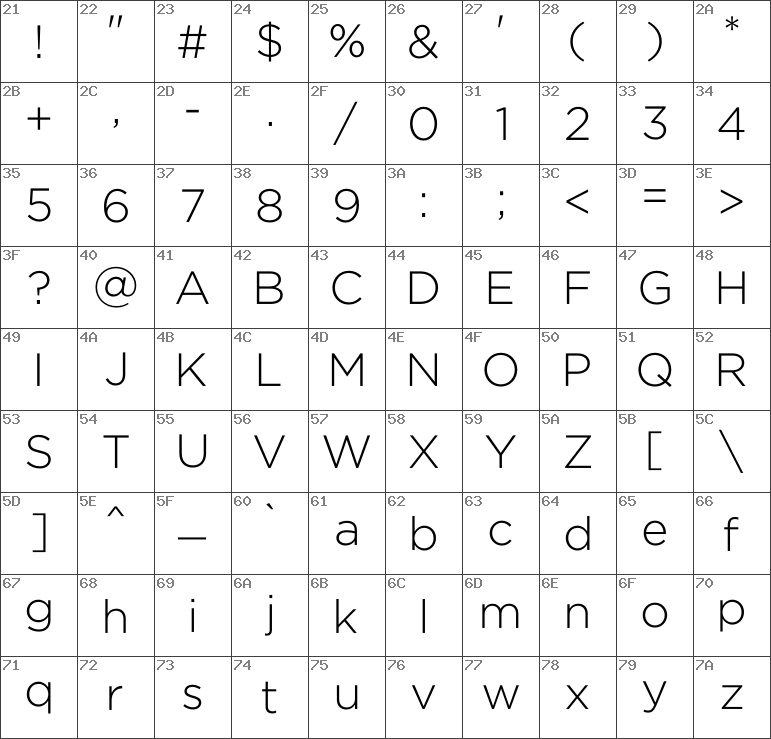 21 22 23 24 25 26 27 28 29 2A
! " # $ % & ' ( ) *
2B 2C 2D 2E 2F 30 31 32 33 34
+ , - . / 0 1 2 3 4
35 36 37 38 39 3A 3B 3C 3D 3E
5 6 7 8 9 : ; < = >
3F 40 41 42 43 44 45 46 47 48
? @ A B C D E F G H
49 4A 4B 4C 4D 4E 4F 50 51 52
I J K L M N O P Q R
53 54 55 56 57 58 59 5A 5B 5C
S T U V W X Y Z [ \
5D 5E 5F 60 61 62 63 64 65 66
] ^ _ ` a b c d e f
67 68 69 6A 6B 6C 6D 6E 6F 70
g h i j k l m n o p
71 72 73 74 75 76 77 78 79 7A
q r s t u v w x y z